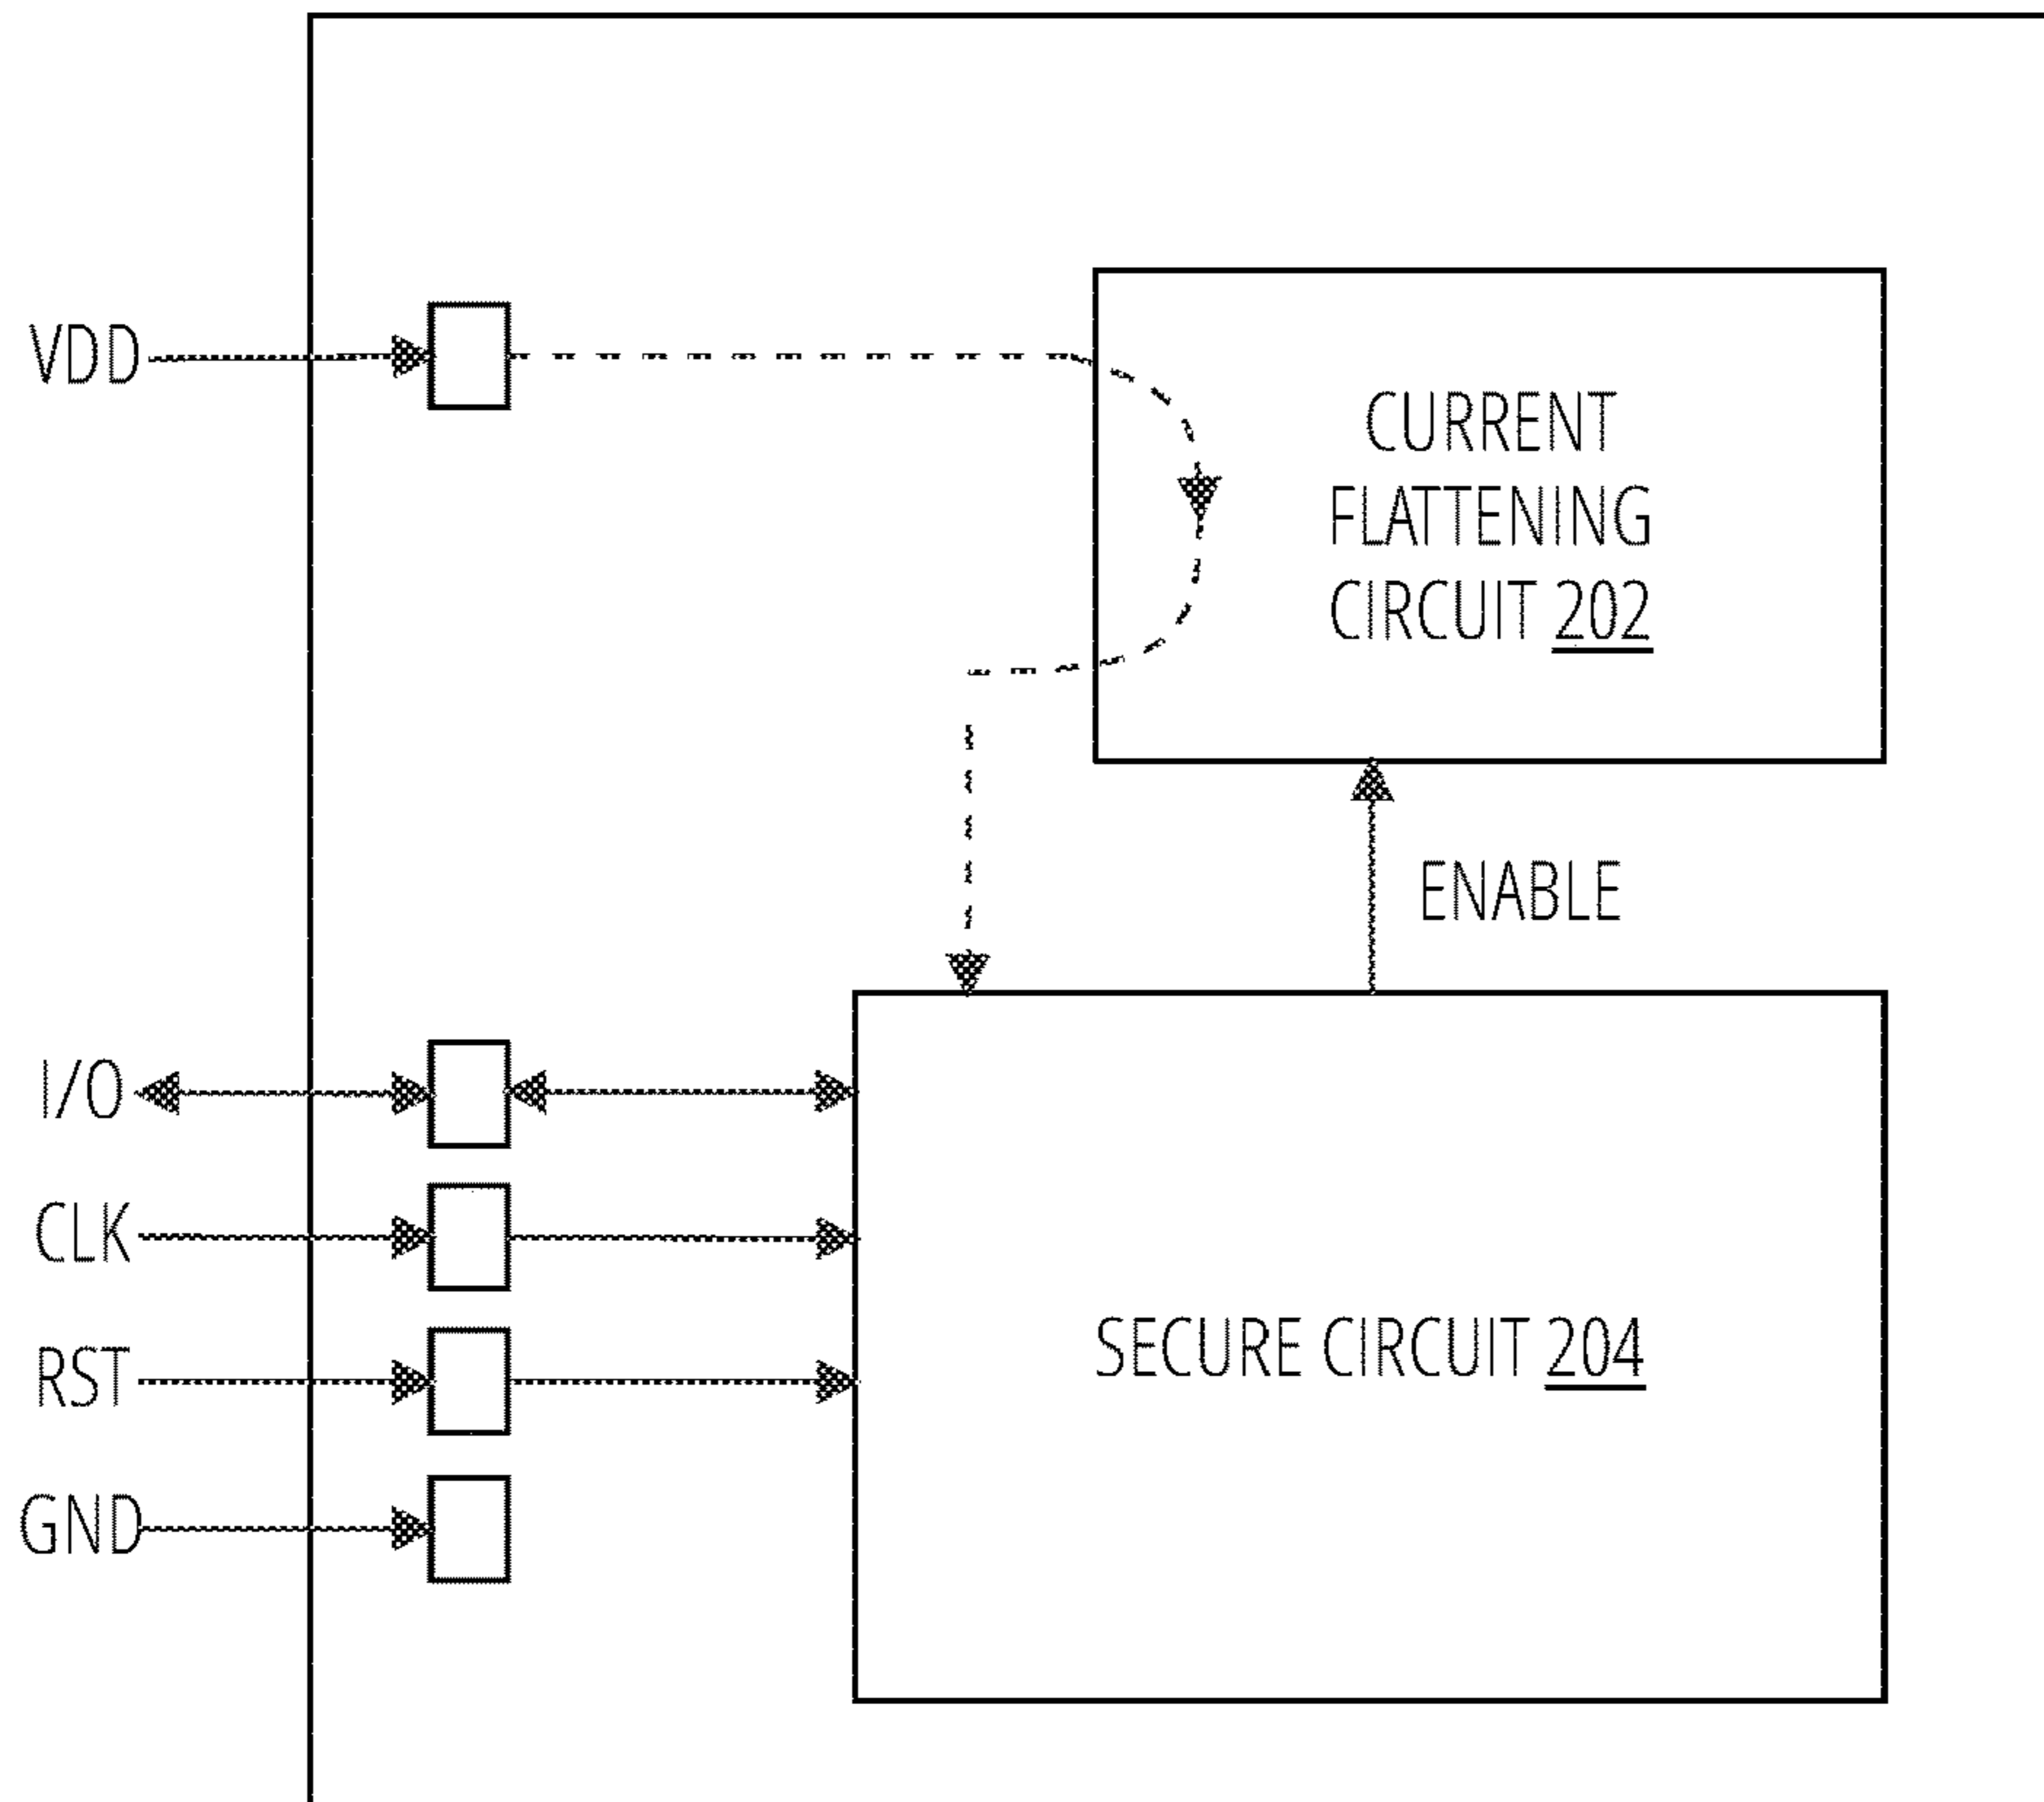 VDD
CURRENT
FLATTENING
CIRCUIT 202
ENABLE
I/O
CLK
RST
GND
SECURE CIRCUIT 204